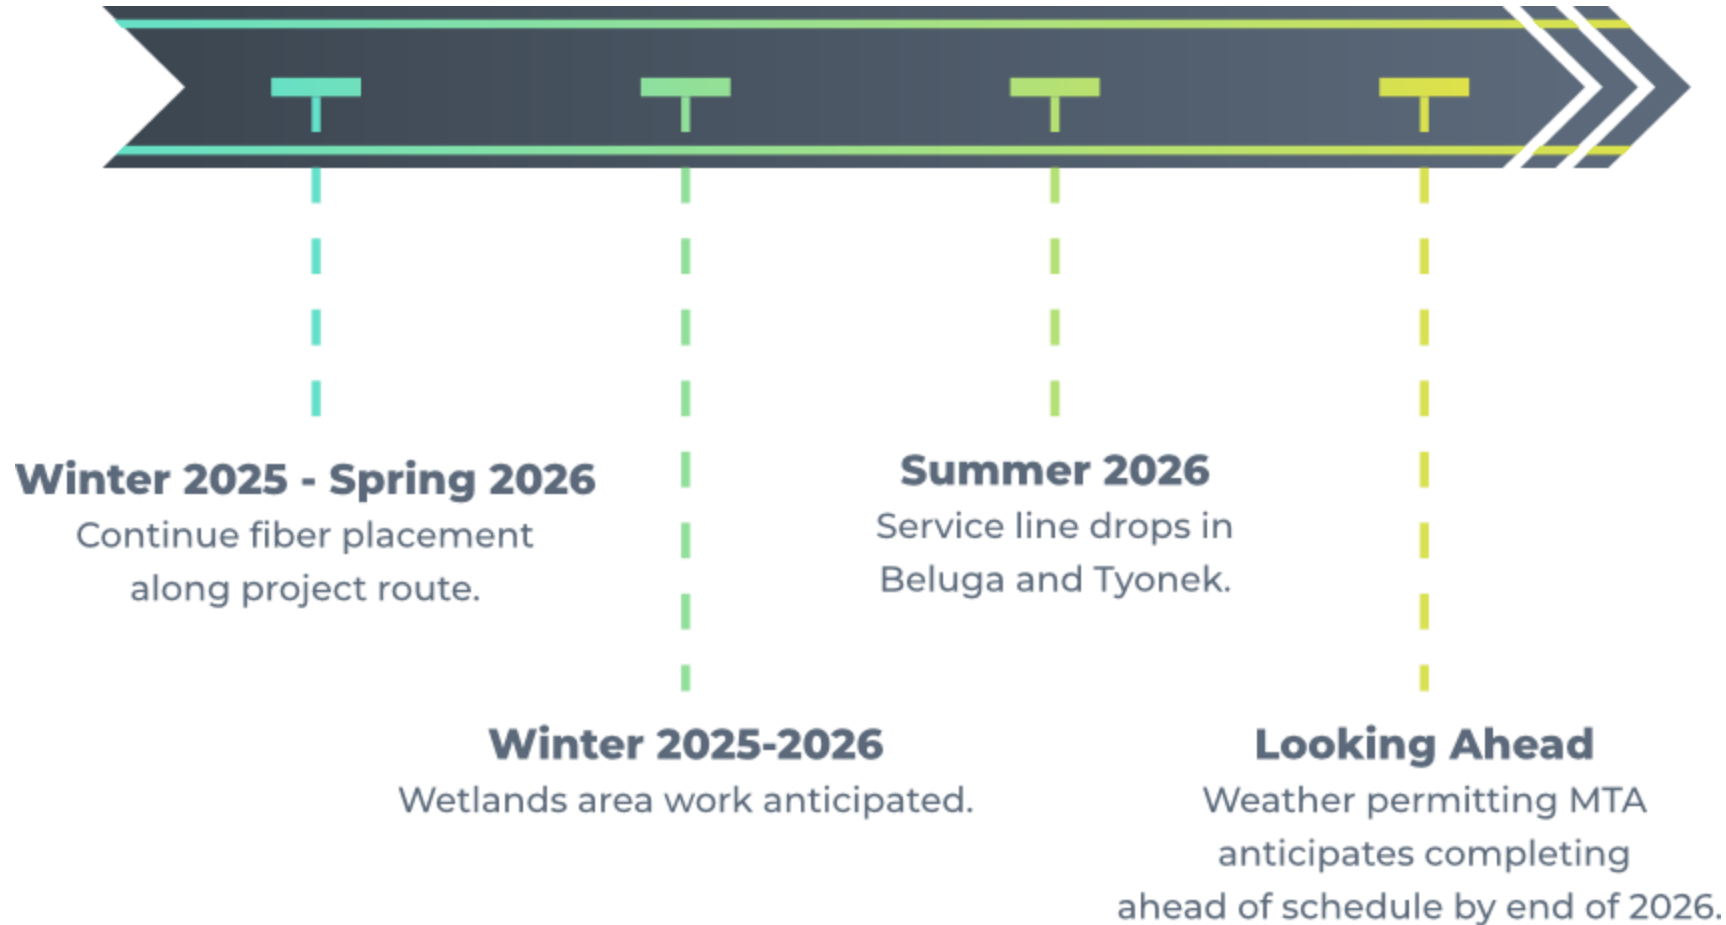 Winter 2025 - Spring 2026
Continue fiber placement
along project route.
Winter 2025-2026
Wetlands area work anticipated.
Summer 2026
Service line drops in
Beluga and Tyonek.
Looking Ahead
Weather permitting MTA
anticipates completing
ahead of schedule by end of 2026.